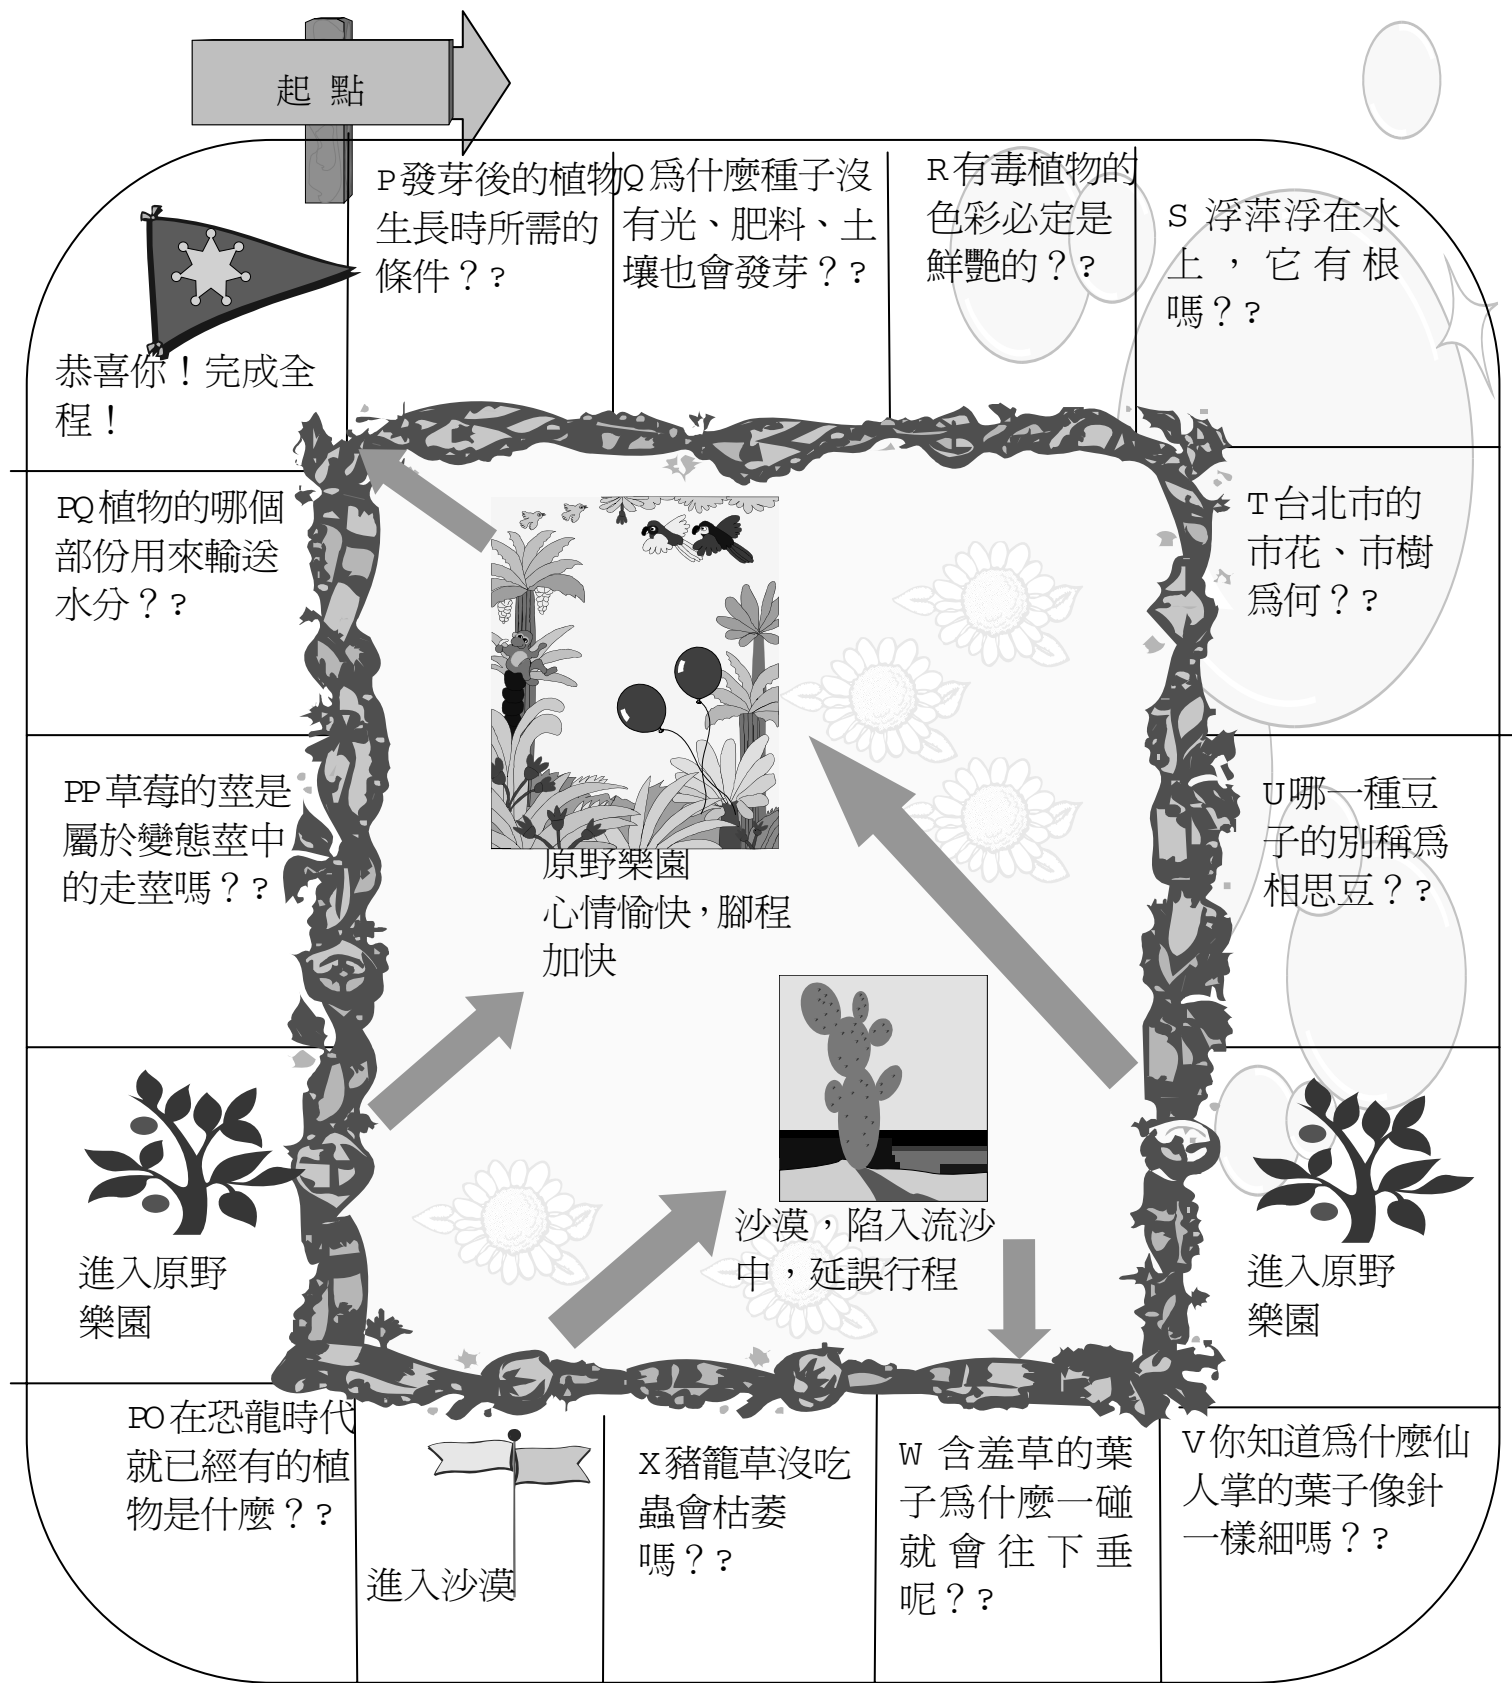 起 點
P發芽後的植物
生長時所需的
條件？?
Q為什麼種子沒
有光、肥料、土
壤也會發芽？?
R有毒植物的
色彩必定是
鮮艷的？?
S 浮萍浮在水
上，它有根
嗎？?
T台北市的
市花、市樹
為何？?
U哪一種豆
子的別稱為
相思豆？?
進入原野
樂園
V你知道為什麼仙
人掌的葉子像針
一樣細嗎？?
W 含羞草的葉
子為什麼一碰
就會往下垂
呢？?
X豬籠草沒吃
蟲會枯萎
嗎？?
進入沙漠
PO在恐龍時代
就已經有的植
物是什麼？?
進入原野
樂園
PP草莓的莖是
屬於變態莖中
的走莖嗎？?
PQ植物的哪個
部份用來輸送
水分？?
恭喜你！完成全
程！
原野樂園
心情愉快，腳程
加快
沙漠，陷入流沙
中，延誤行程